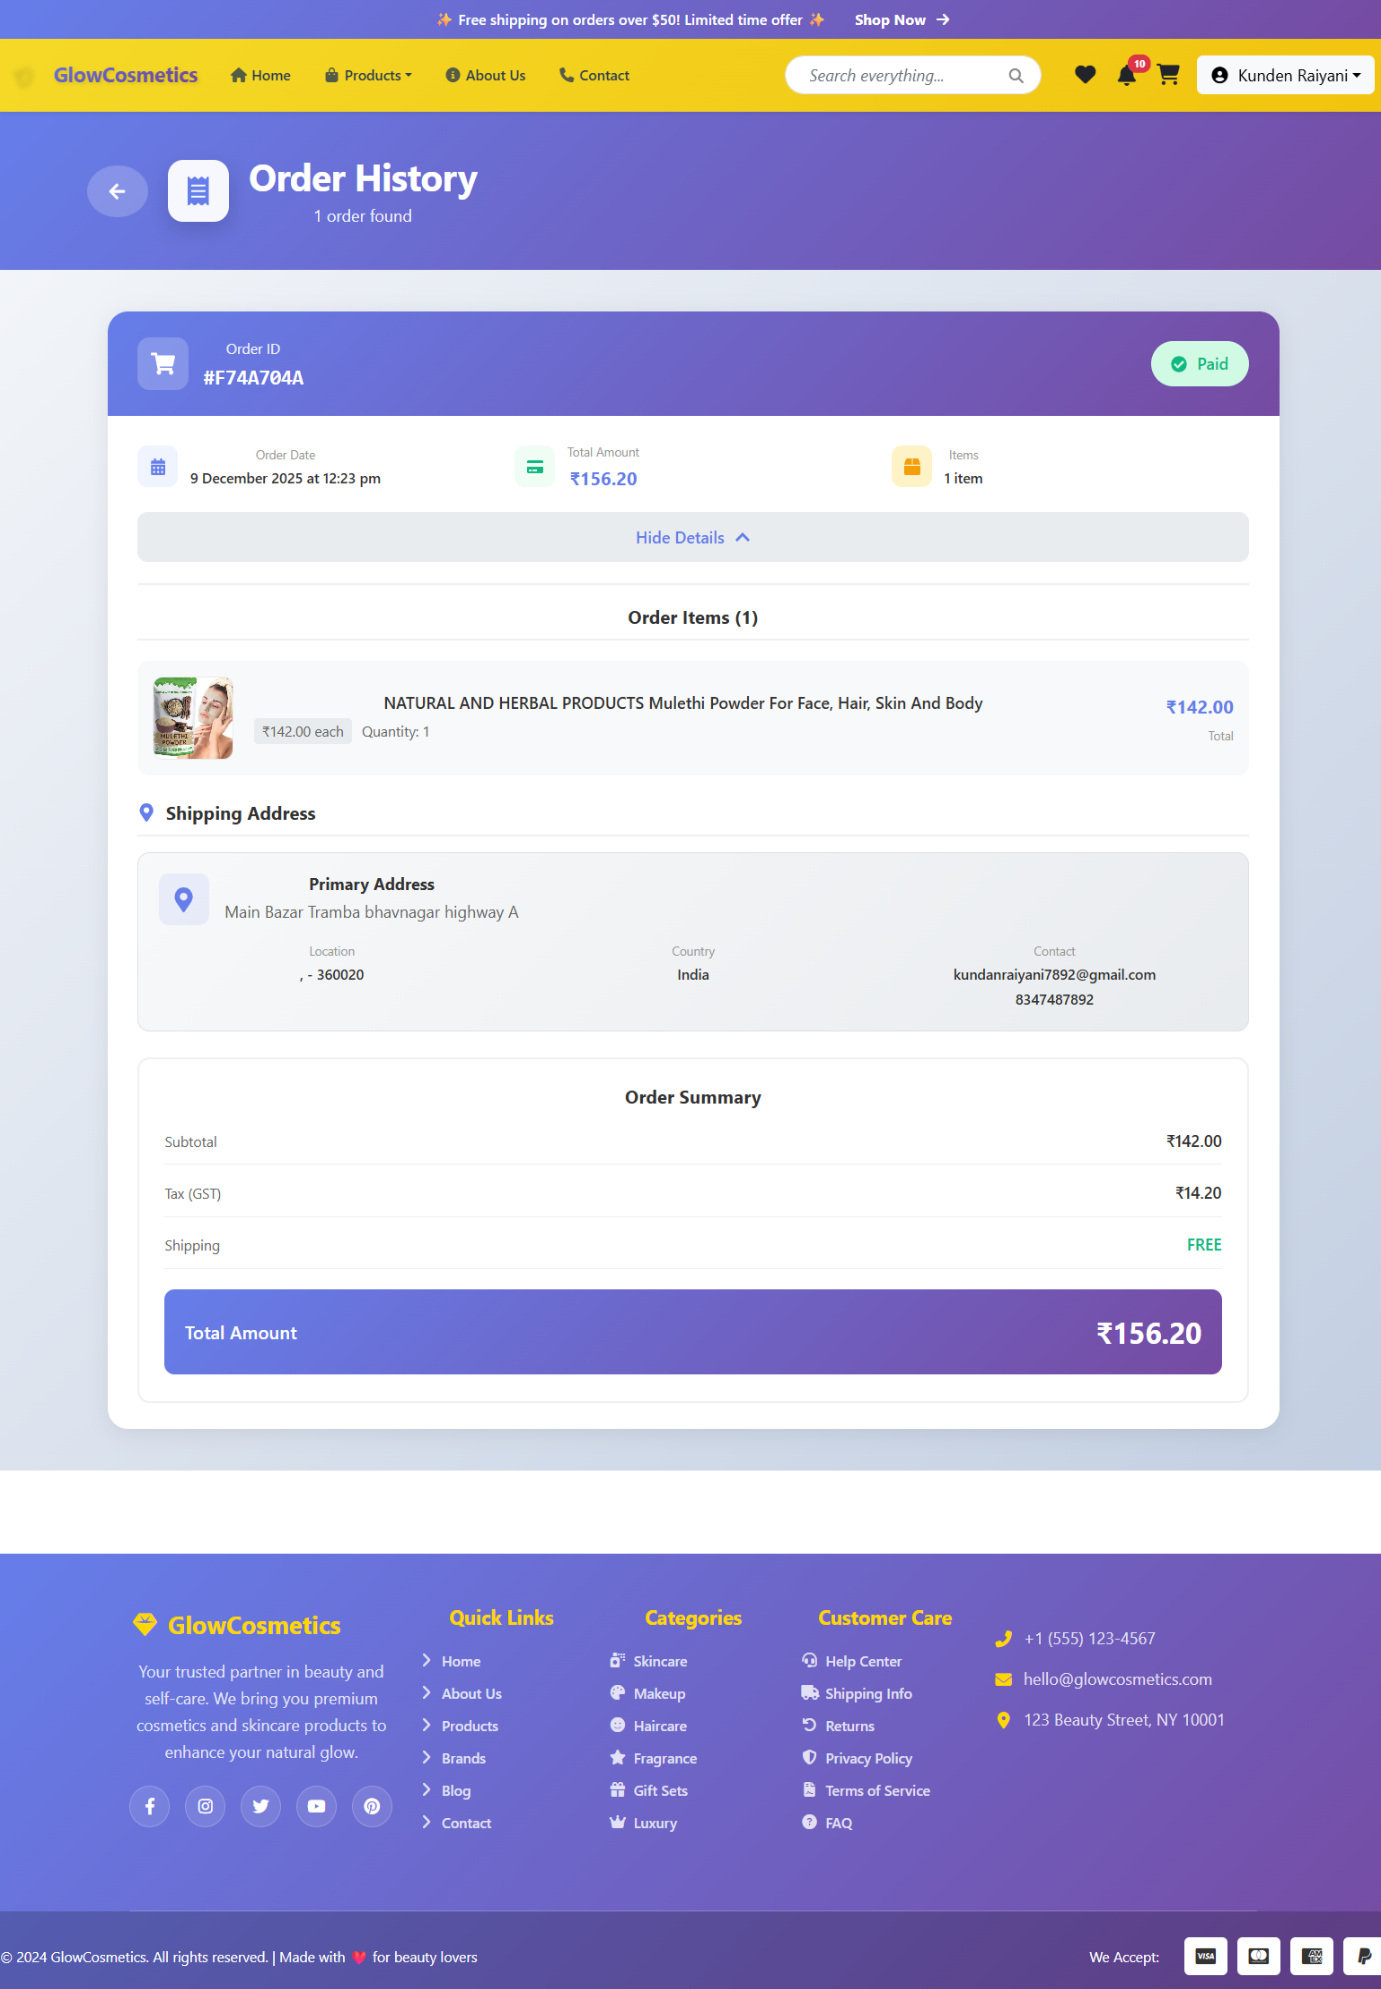 ✨ Free shipping on orders over $50! Limited time offer ✨ Shop Now →
GlowCosmetics Home Products About Us Contact Search everything... 10 Kunden Raiyani
Order History
1 order found
Order ID
#F74A704A
Paid
Order Date
9 December 2025 at 12:23 pm
Total Amount
₹156.20
Items
1 item
Hide Details
Order Items (1)
MULETHI
POWDER
NATURAL AND HERBAL PRODUCTS Mulethi Powder For Face, Hair, Skin And Body
₹142.00 each Quantity: 1
₹142.00
Total
Shipping Address
Primary Address
Main Bazar Tramba bhavnagar highway A
Location
, - 360020
Country
India
Contact
kundanraiyani7892@gmail.com
8347487892
Order Summary
Subtotal ₹142.00
Tax (GST) ₹14.20
Shipping FREE
Total Amount ₹156.20
GlowCosmetics
Your trusted partner in beauty and
self-care. We bring you premium
cosmetics and skincare products to
enhance your natural glow.
Quick Links
Home
About Us
Products
Brands
Blog
Contact
Categories
Skincare
Makeup
Haircare
Fragrance
Gift Sets
Luxury
Customer Care
Help Center
Shipping Info
Returns
Privacy Policy
Terms of Service
FAQ
+1 (555) 123-4567
hello@glowcosmetics.com
123 Beauty Street, NY 10001
© 2024 GlowCosmetics. All rights reserved. | Made with 💗 for beauty lovers
We Accept: VISA AMEX